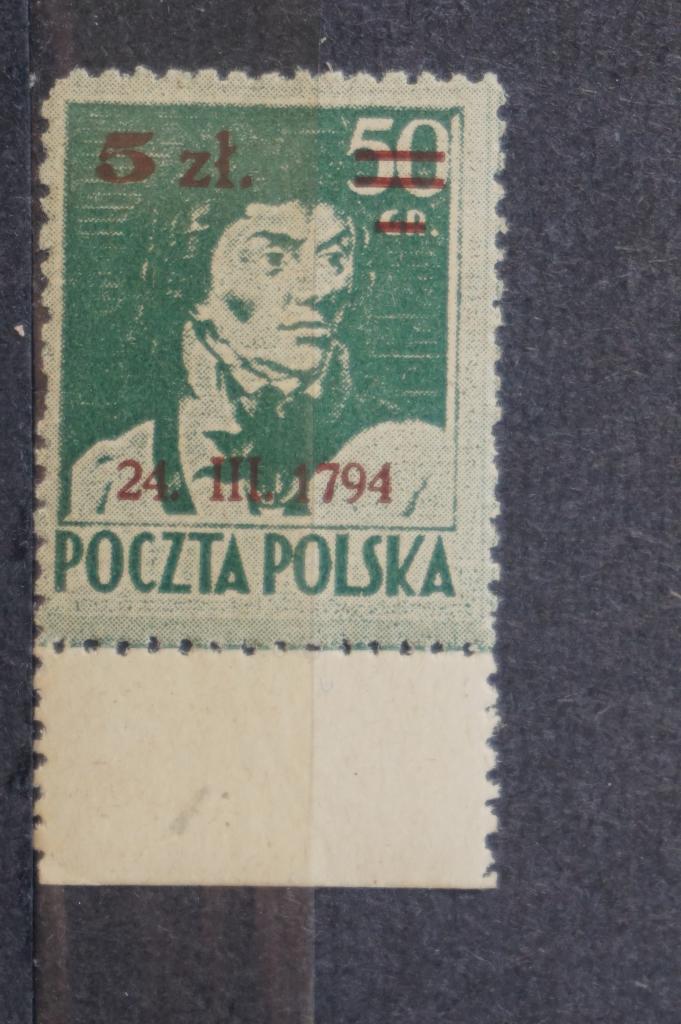 5 zł. 50
GR.
24. III. 1794
POCZTA POLSKA